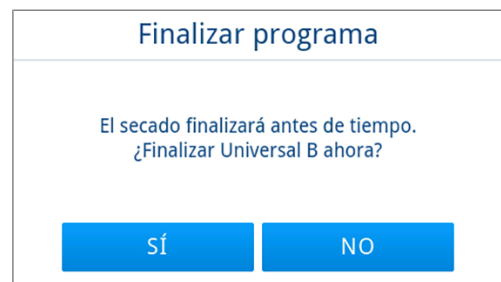 Finalizar programa
El secado finalizará antes de tiempo.
¿Finalizar Universal B ahora?
SÍ
NO